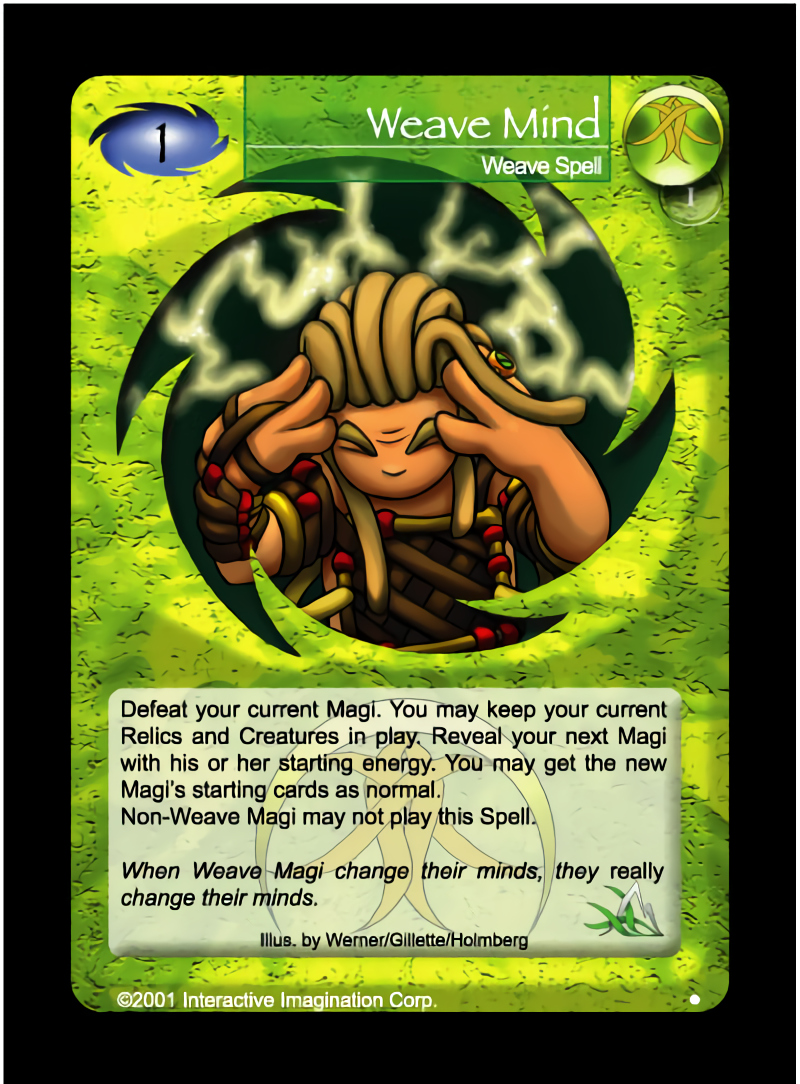 1
Weave Mind
Weave Spell
I
Defeat your current Magi. You may keep your current
Relics and Creatures in play. Reveal your next Magi
with his or her starting energy. You may get the new
Magi's starting cards as normal.
Non-Weave Magi may not play this Spell.
When Weave Magi change their minds, they really
change their minds.
Illus. by Werner/Gillette/Holmberg
©2001 Interactive Imagination Corp.